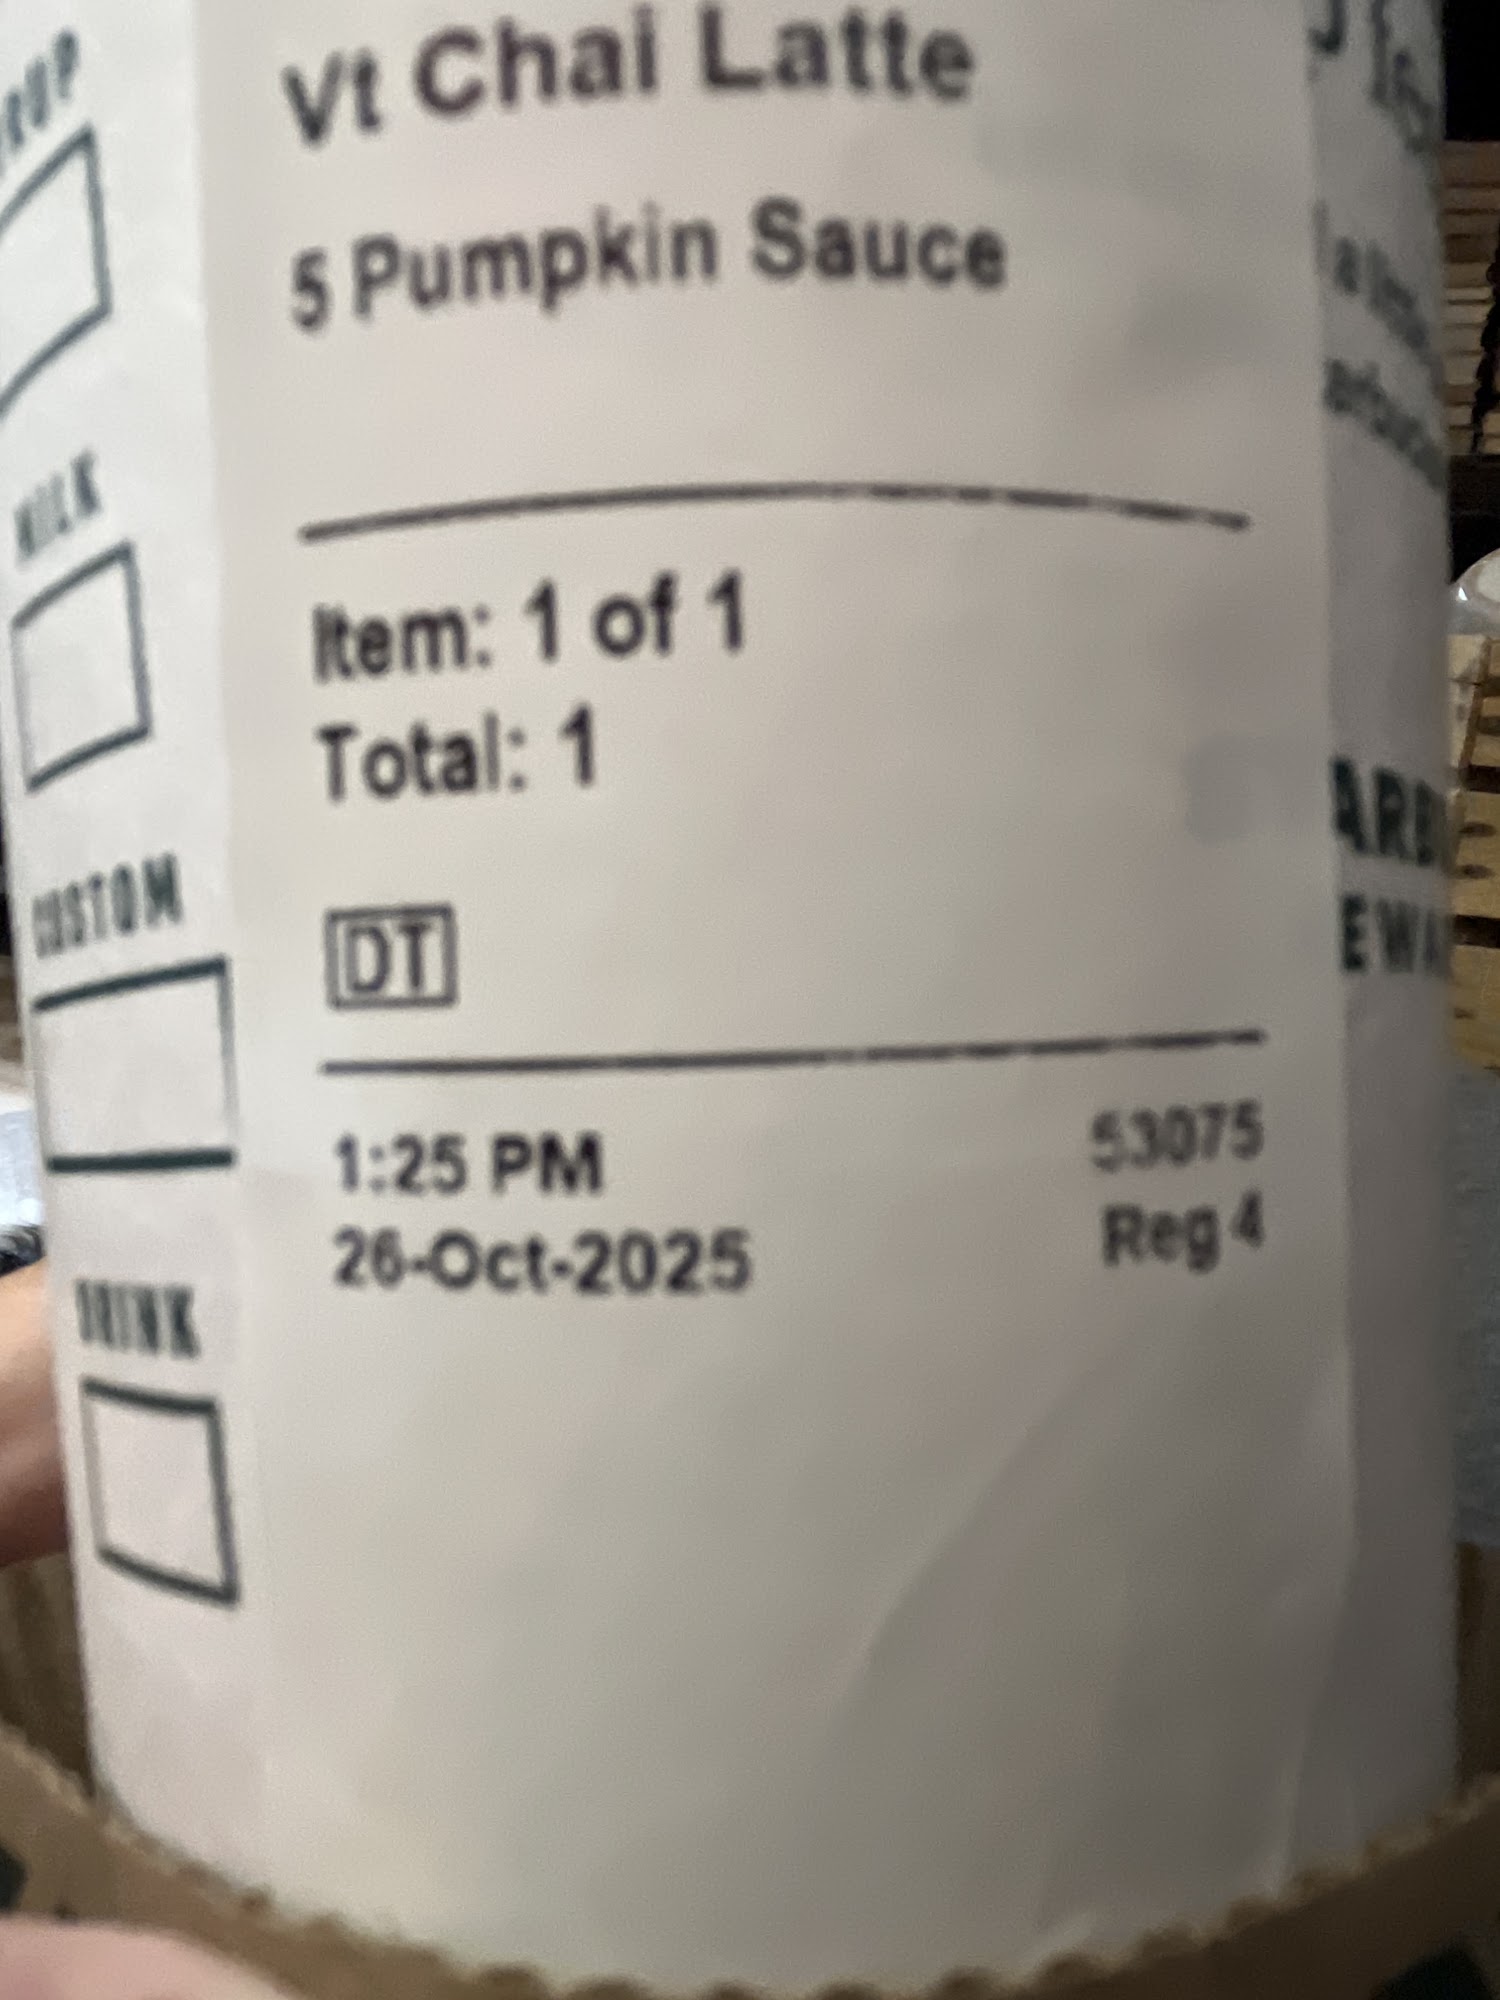 Vt Chai Latte
5 Pumpkin Sauce
Item: 1 of 1
Total: 1
DT
1:25 PM
26-Oct-2025
53075
Reg 4
MILK
CUSTOM
DRINK